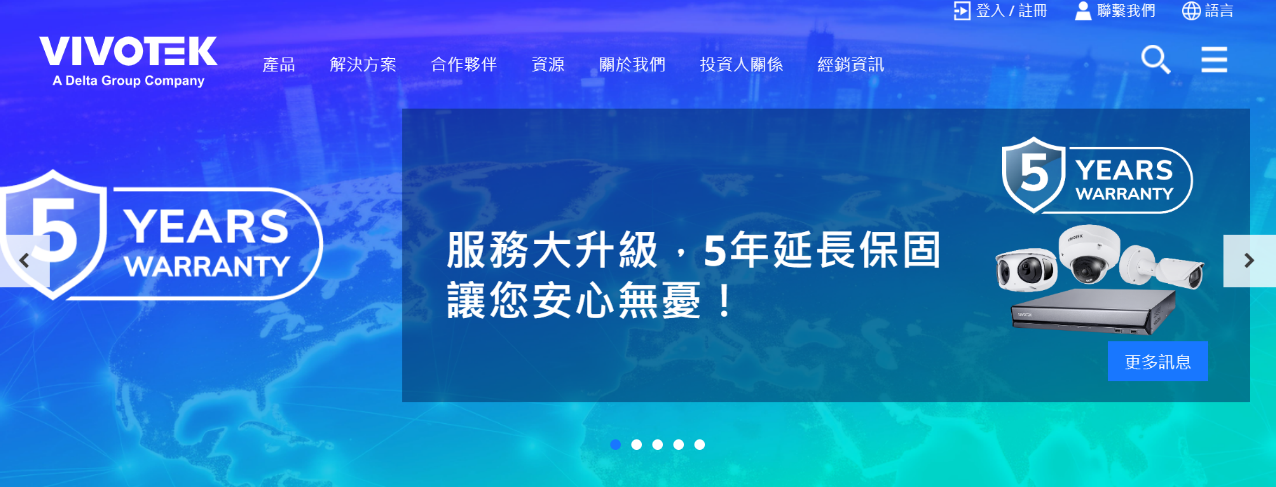 登入 / 註冊
聯繫我們
語言
VIVOTEK
A Delta Group Company
產品
解決方案
合作夥伴
資源
關於我們
投資人關係
經銷資訊
5 YEARS
WARRANTY
5 YEARS
WARRANTY
服務大升級，5年延長保固
讓您安心無憂！
更多訊息